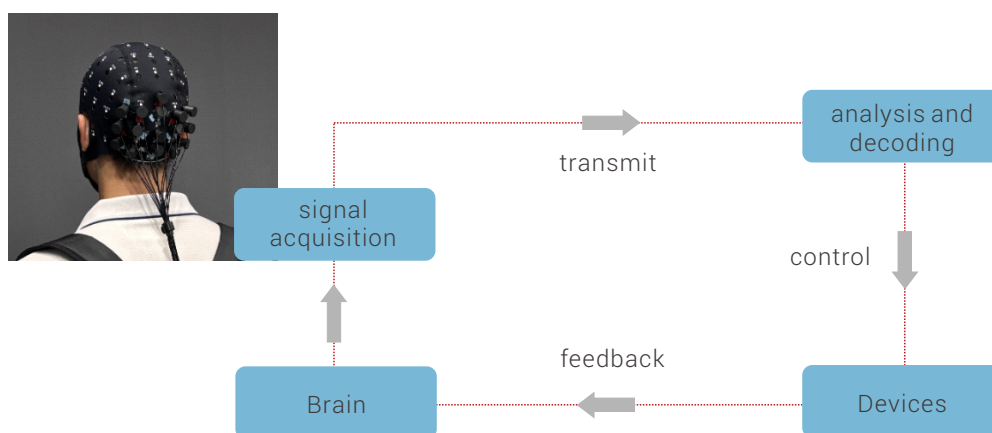 analysis and
decoding
transmit
signal
acquisition
control
feedback
Brain
Devices